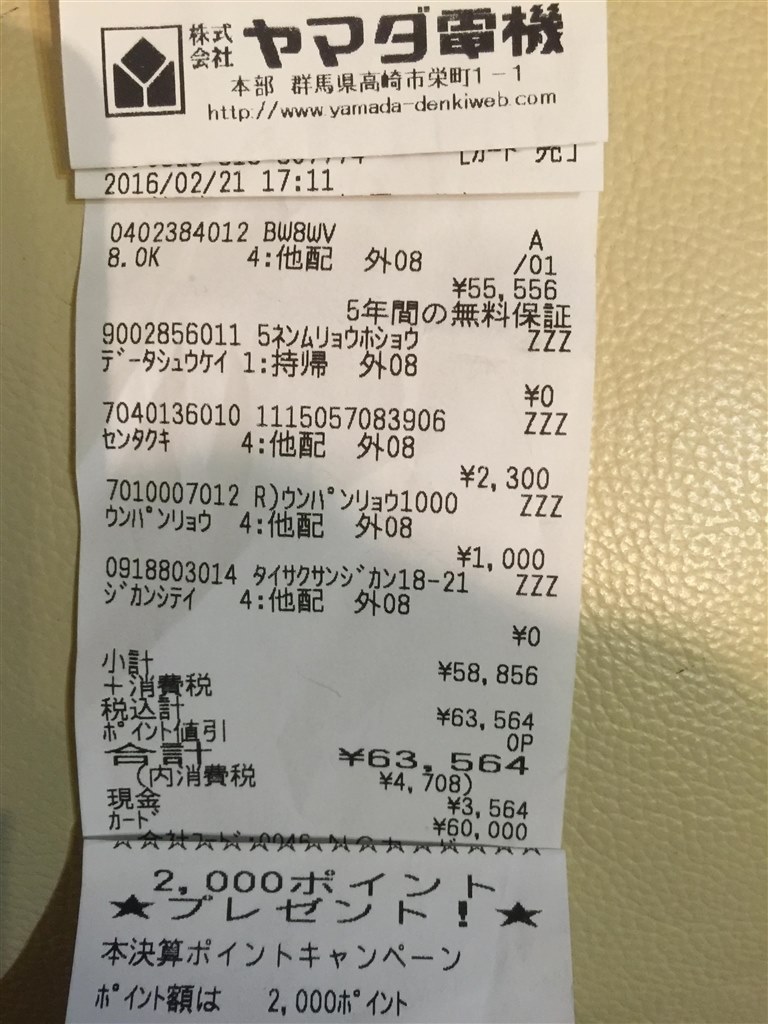 株式会社 ヤマダ電機
本部 群馬県高崎市栄町1-1
http://www.yamada-denkiweb.com
[カード 売]
2016/02/21 17:11
0402384012 BW8WV A
8.0K 4:他配 外08 /01
¥55,556
5年間の無料保証
9002856011 5ネンムリョウホショウ ZZZ
データシュウケイ 1:持帰 外08
¥0
7040136010 1115057083906 ZZZ
センタクキ 4:他配 外08
¥2,300
7010007012 R)ウンパンリョウ1000 ZZZ
ウンパンリョウ 4:他配 外08
¥1,000
0918803014 タイサクサンジカン18-21 ZZZ
ジカンシテイ 4:他配 外08
¥0
小計 ¥58,856
+消費税
税込計 ¥63,564
ポイント値引 0P
合計 ¥63,564
(内消費税 ¥4,708)
現金 ¥3,564
カード ¥60,000
2,000ポイント
★プレゼント!★
本決算ポイントキャンペーン
ポイント額は 2,000ポイント